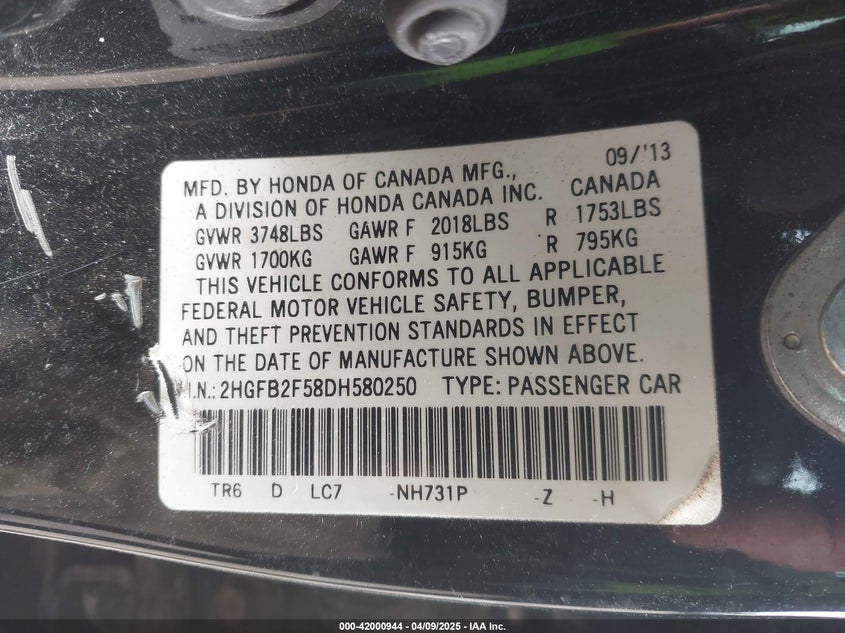 09/'13
MFD. BY HONDA OF CANADA MFG.,
A DIVISION OF HONDA CANADA INC. CANADA
GVWR 3748LBS GAWR F 2018LBS R 1753LBS
GVWR 1700KG GAWR F 915KG R 795KG
THIS VEHICLE CONFORMS TO ALL APPLICABLE
FEDERAL MOTOR VEHICLE SAFETY, BUMPER,
AND THEFT PREVENTION STANDARDS IN EFFECT
ON THE DATE OF MANUFACTURE SHOWN ABOVE.
.I.N.: 2HGFB2F58DH580250 TYPE: PASSENGER CAR
TR6 D LC7 -NH731P -Z -H
000-42000944 - 04/09/2025 - IAA Inc.